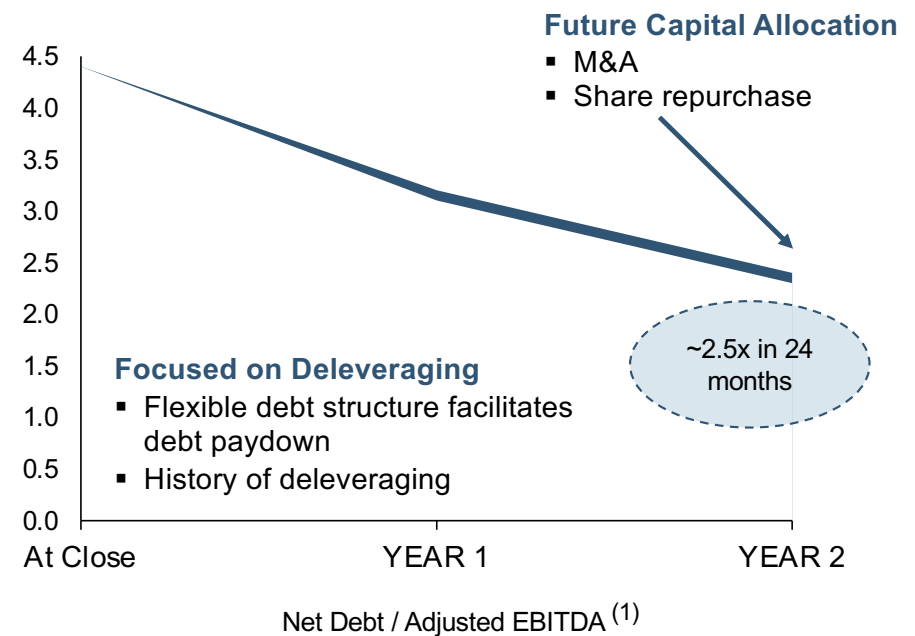 Future Capital Allocation
▪ M&A
▪ Share repurchase
4.5
4.0
3.5
3.0
2.5
2.0
1.5
1.0
0.5
0.0
~2.5x in 24
months
Focused on Deleveraging
▪ Flexible debt structure facilitates
debt paydown
▪ History of deleveraging
At Close YEAR 1 YEAR 2
Net Debt / Adjusted EBITDA (1)